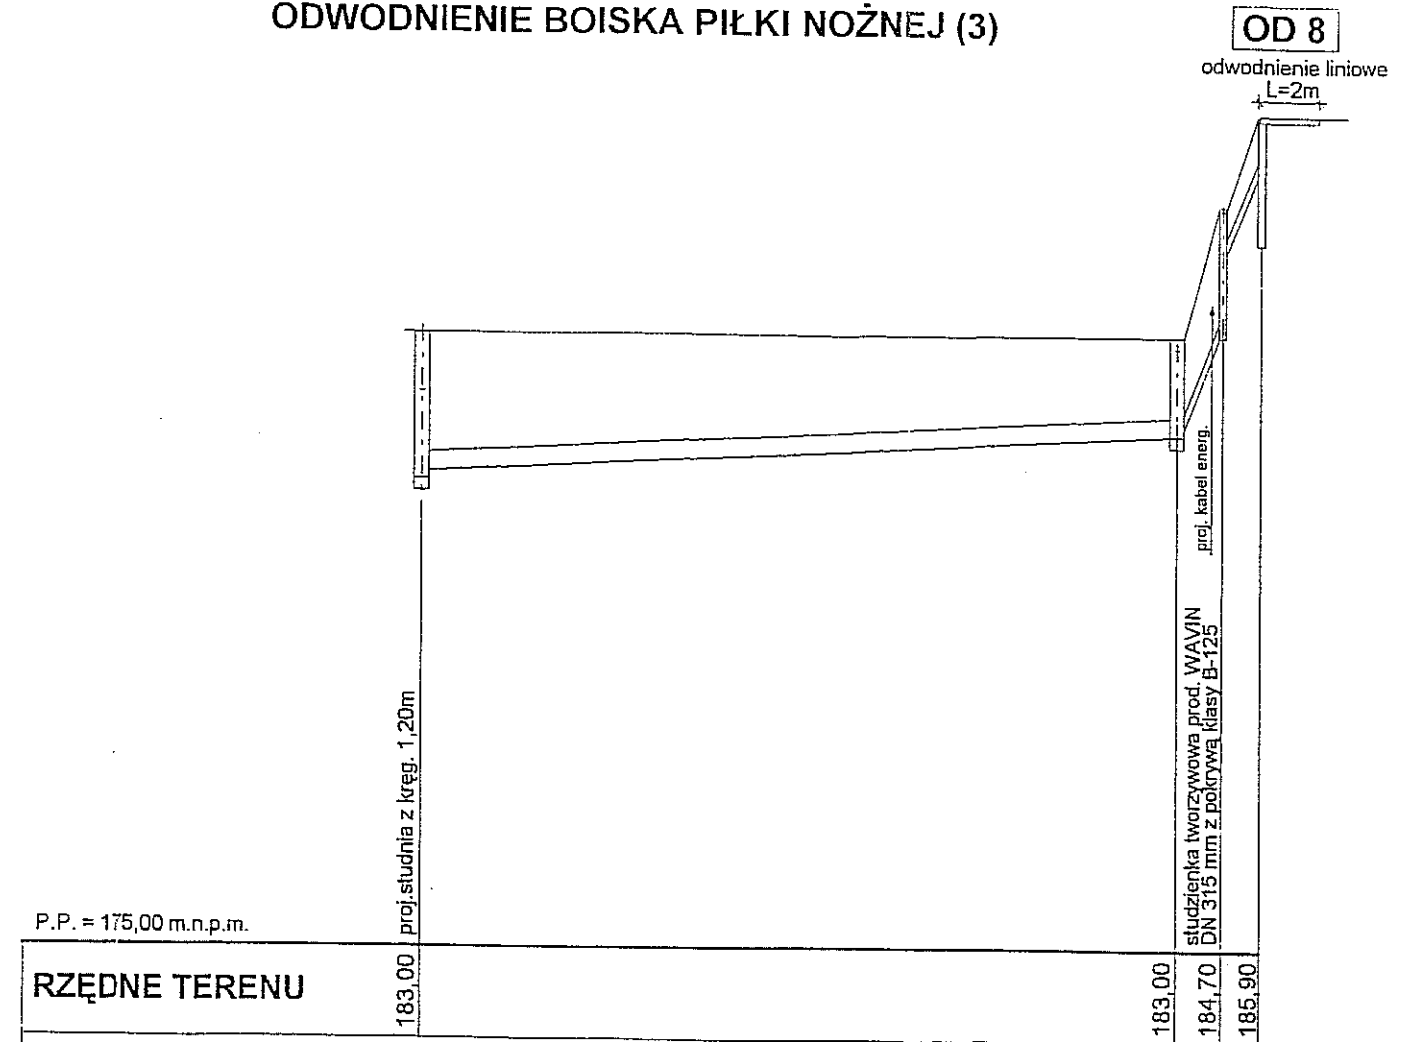 ODWODNIENIE BOISKA PIŁKI NOŻNEJ (3)
OD 8
odwodnienie liniowe
L=2m
proj. kabel energ.
studzienka tworzywowa prod. WAVIN
DN 315 mm z pokrywą klasy B-125
proj.studnia z kręg. 1,20m
P.P. = 175,00 m.n.p.m.
RZĘDNE TERENU
183,00
183,00
184,70
185,90